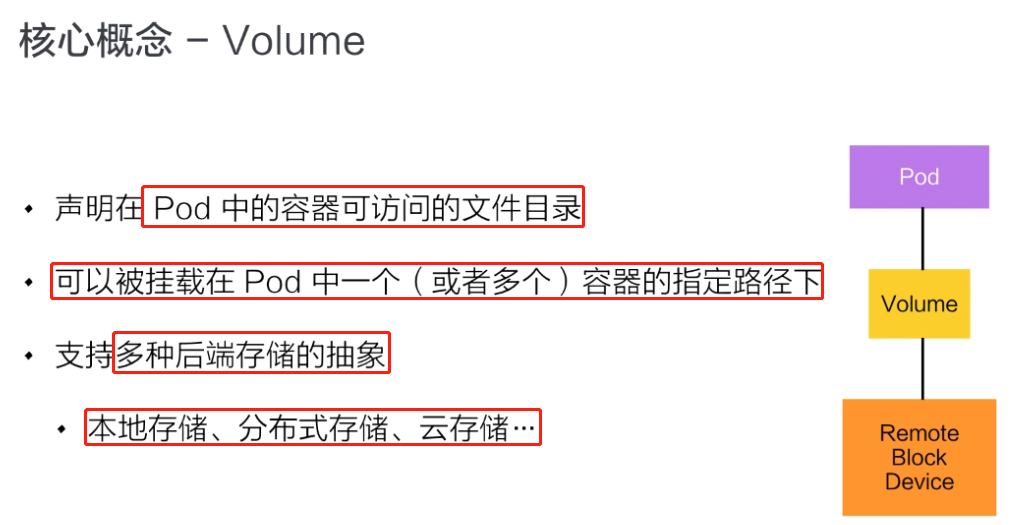 核心概念 – Volume
• 声明在 Pod 中的容器可访问的文件目录
• 可以被挂载在 Pod 中一个（或者多个）容器的指定路径下
• 支持多种后端存储的抽象
• 本地存储、分布式存储、云存储…
Pod
Volume
Remote
Block
Device